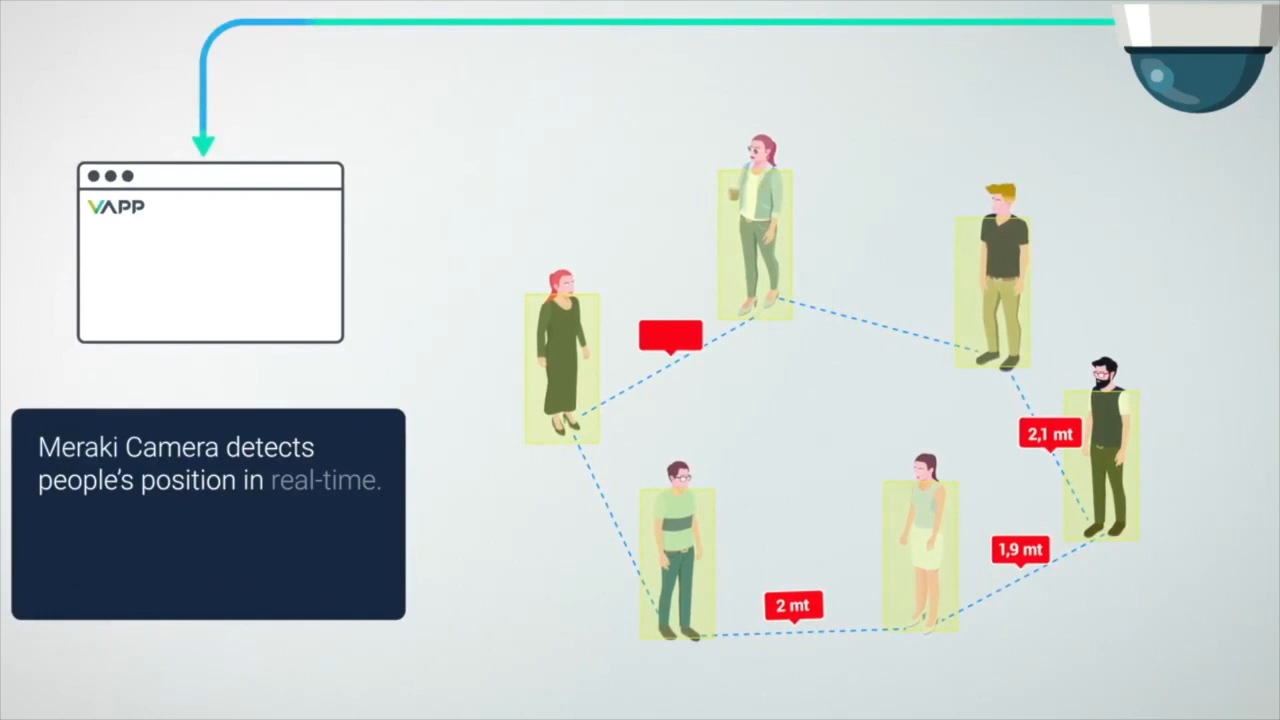 VAPP
Meraki Camera detects
people’s position in real-time.
2,1 mt
1,9 mt
2 mt